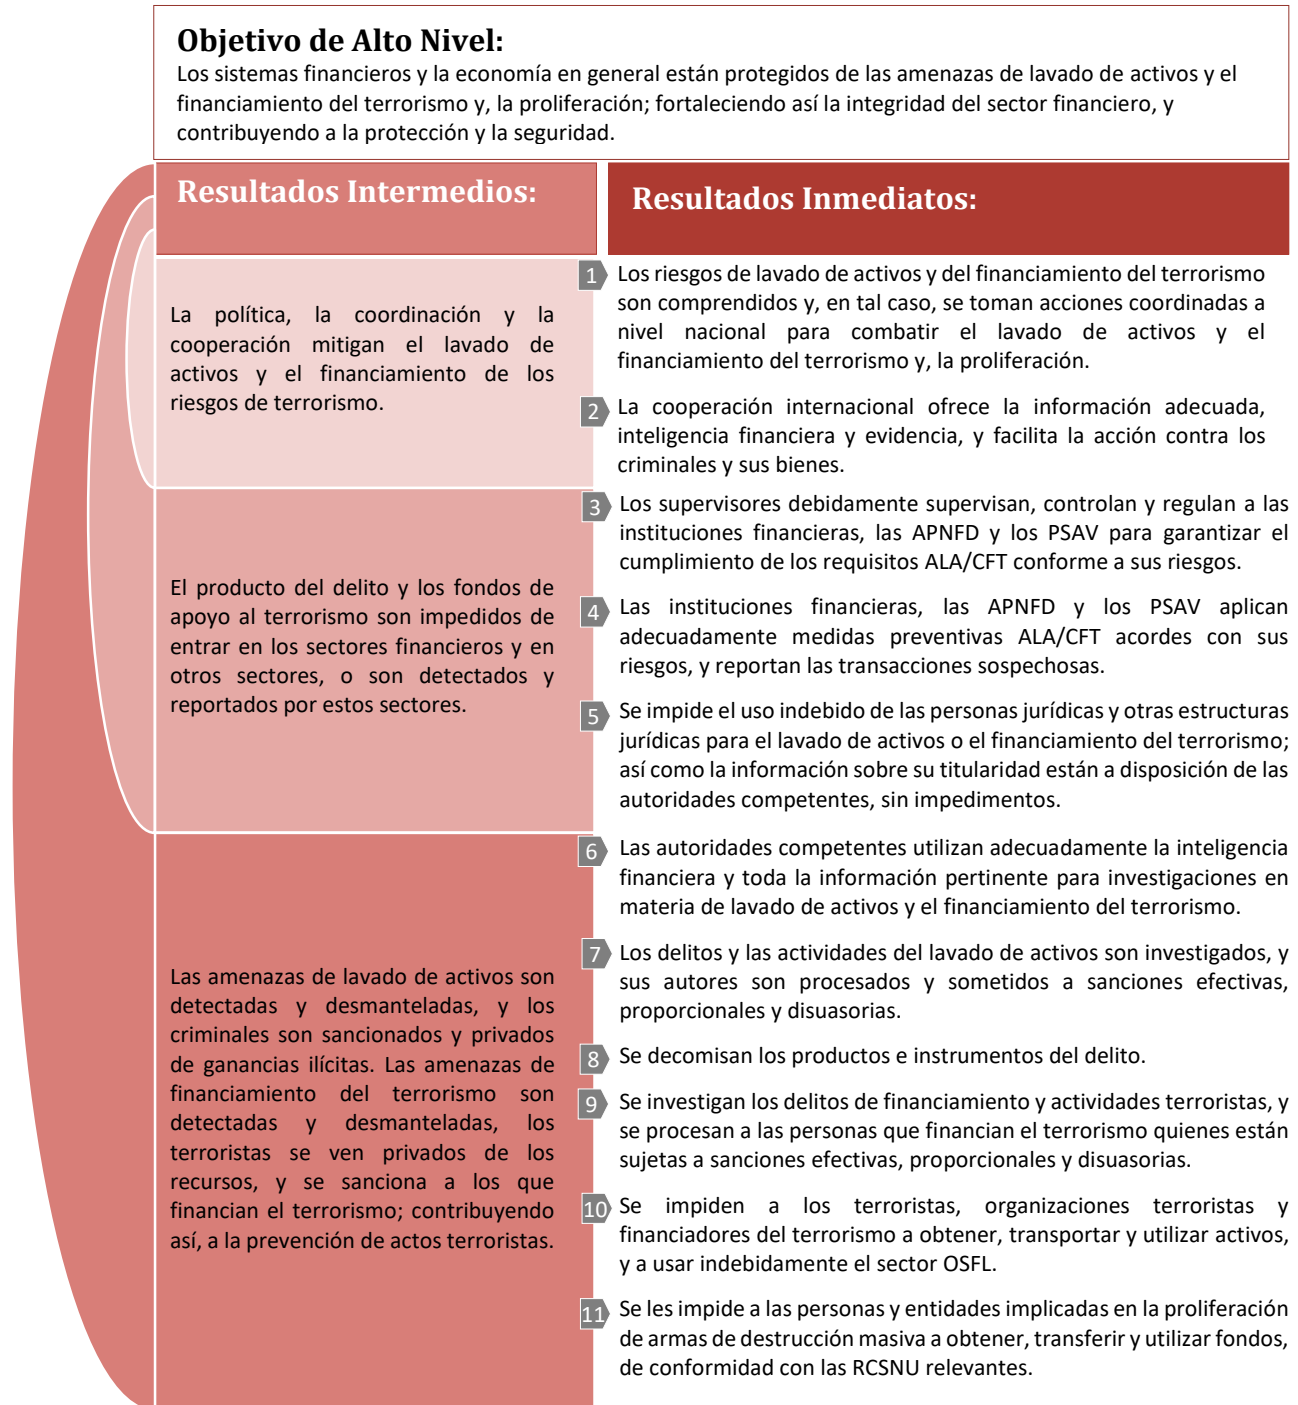 Objetivo de Alto Nivel:
Los sistemas financieros y la economía en general están protegidos de las amenazas de lavado de activos y el
financiamiento del terrorismo y, la proliferación; fortaleciendo así la integridad del sector financiero, y
contribuyendo a la protección y la seguridad.
Resultados Intermedios:
Resultados Inmediatos:
La política, la coordinación y la
cooperación mitigan el lavado de
activos y el financiamiento de los
riesgos de terrorismo.
1 Los riesgos de lavado de activos y del financiamiento del terrorismo
son comprendidos y, en tal caso, se toman acciones coordinadas a
nivel nacional para combatir el lavado de activos y el
financiamiento del terrorismo y, la proliferación.
2 La cooperación internacional ofrece la información adecuada,
inteligencia financiera y evidencia, y facilita la acción contra los
criminales y sus bienes.
El producto del delito y los fondos de
apoyo al terrorismo son impedidos de
entrar en los sectores financieros y en
otros sectores, o son detectados y
reportados por estos sectores.
3 Los supervisores debidamente supervisan, controlan y regulan a las
instituciones financieras, las APNFD y los PSAV para garantizar el
cumplimiento de los requisitos ALA/CFT conforme a sus riesgos.
4 Las instituciones financieras, las APNFD y los PSAV aplican
adecuadamente medidas preventivas ALA/CFT acordes con sus
riesgos, y reportan las transacciones sospechosas.
5 Se impide el uso indebido de las personas jurídicas y otras estructuras
jurídicas para el lavado de activos o el financiamiento del terrorismo;
así como la información sobre su titularidad están a disposición de las
autoridades competentes, sin impedimentos.
Las amenazas de lavado de activos son
detectadas y desmanteladas, y los
criminales son sancionados y privados
de ganancias ilícitas. Las amenazas de
financiamiento del terrorismo son
detectadas y desmanteladas, los
terroristas se ven privados de los
recursos, y se sanciona a los que
financian el terrorismo; contribuyendo
así, a la prevención de actos terroristas.
6 Las autoridades competentes utilizan adecuadamente la inteligencia
financiera y toda la información pertinente para investigaciones en
materia de lavado de activos y el financiamiento del terrorismo.
7 Los delitos y las actividades del lavado de activos son investigados, y
sus autores son procesados y sometidos a sanciones efectivas,
proporcionales y disuasorias.
8 Se decomisan los productos e instrumentos del delito.
9 Se investigan los delitos de financiamiento y actividades terroristas, y
se procesan a las personas que financian el terrorismo quienes están
sujetas a sanciones efectivas, proporcionales y disuasorias.
10 Se impiden a los terroristas, organizaciones terroristas y
financiadores del terrorismo a obtener, transportar y utilizar activos,
y a usar indebidamente el sector OSFL.
11 Se les impide a las personas y entidades implicadas en la proliferación
de armas de destrucción masiva a obtener, transferir y utilizar fondos,
de conformidad con las RCSNU relevantes.